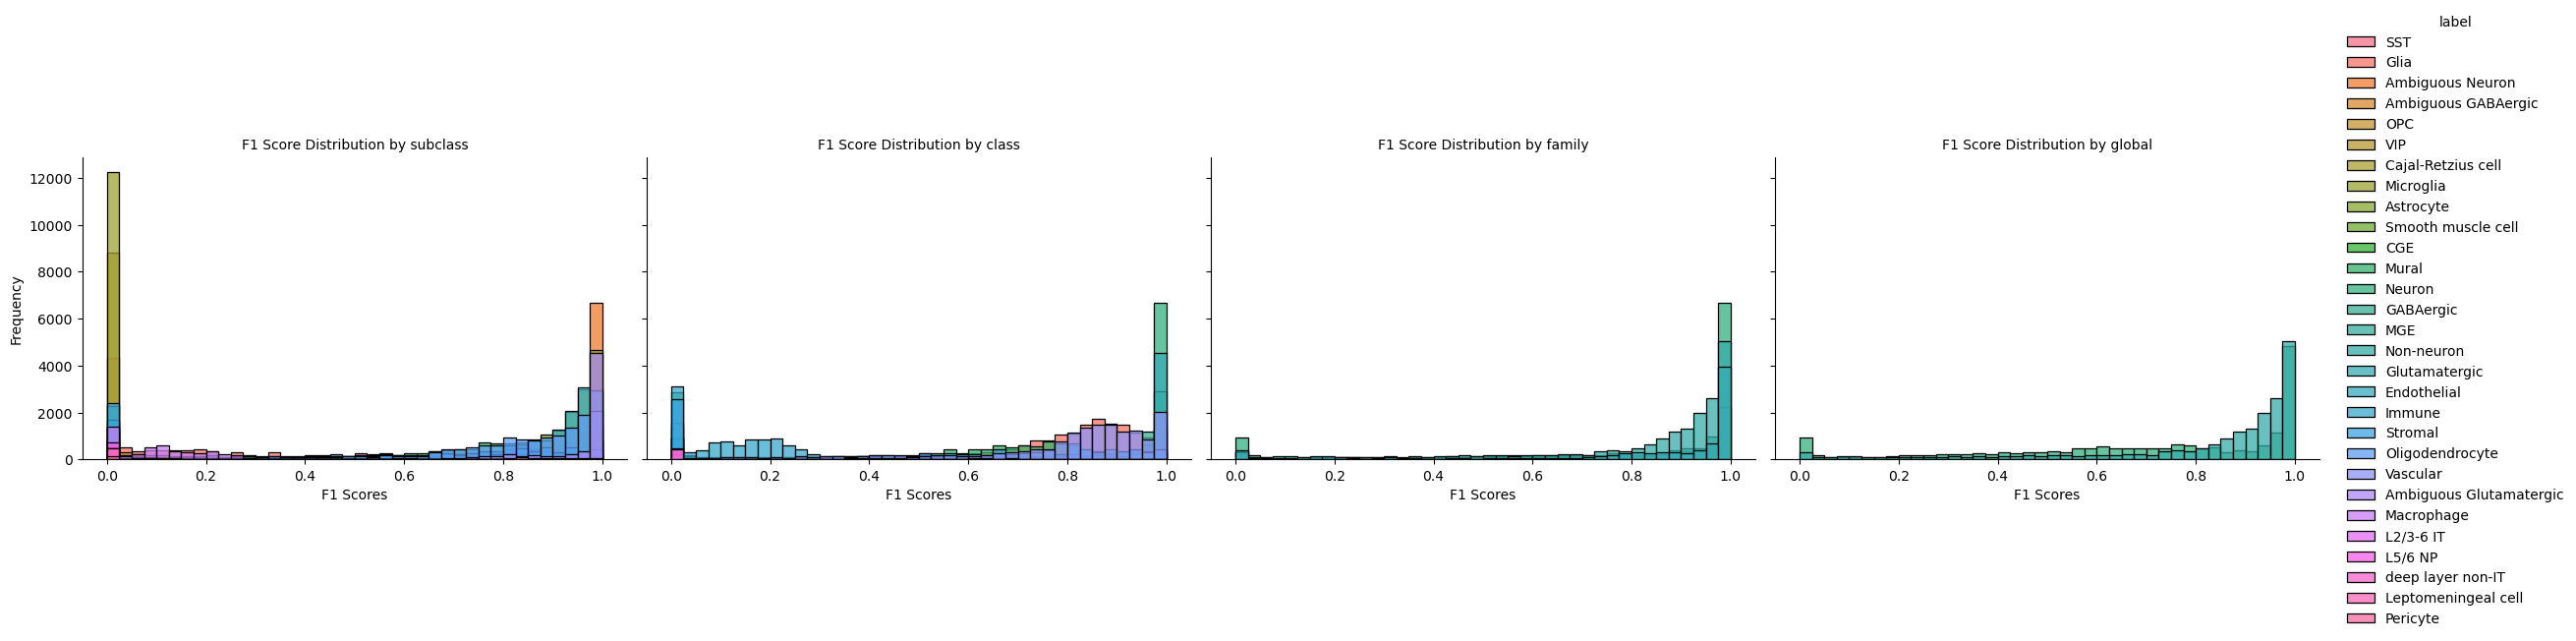 F1 Score Distribution by subclass
F1 Score Distribution by class
F1 Score Distribution by family
F1 Score Distribution by global
Frequency
12000
10000
8000
6000
4000
2000
0
0.0 0.2 0.4 0.6 0.8 1.0
F1 Scores
0.0 0.2 0.4 0.6 0.8 1.0
F1 Scores
0.0 0.2 0.4 0.6 0.8 1.0
F1 Scores
0.0 0.2 0.4 0.6 0.8 1.0
F1 Scores
label
SST
Glia
Ambiguous Neuron
Ambiguous GABAergic
OPC
VIP
Cajal-Retzius cell
Microglia
Astrocyte
Smooth muscle cell
CGE
Mural
Neuron
GABAergic
MGE
Non-neuron
Glutamatergic
Endothelial
Immune
Stromal
Oligodendrocyte
Vascular
Ambiguous Glutamatergic
Macrophage
L2/3-6 IT
L5/6 NP
deep layer non-IT
Leptomeningeal cell
Pericyte